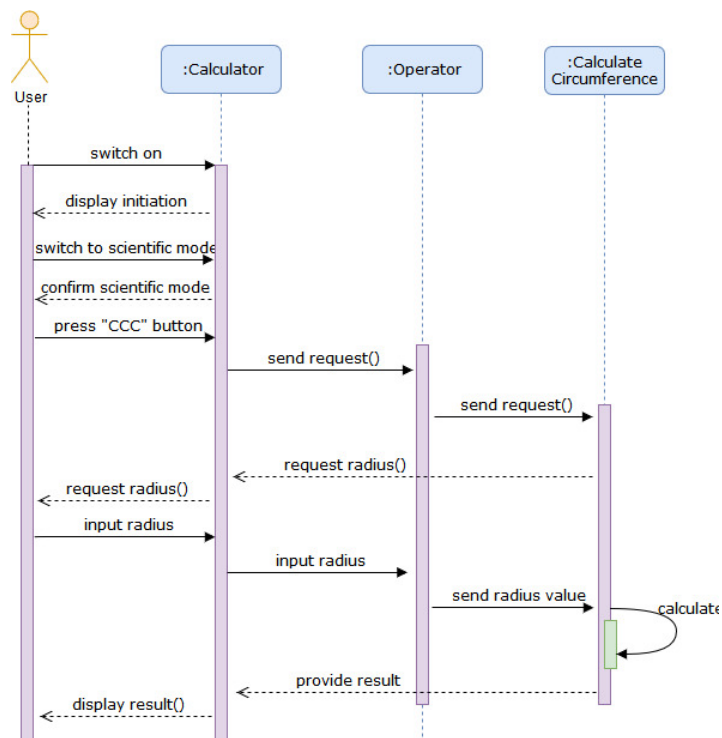 :Calculator
:Operator
:Calculate
Circumference
User
switch on
display initiation
switch to scientific mode
confirm scientific mode
press "CCC" button
send request()
send request()
request radius()
request radius()
input radius
input radius
send radius value
calculate
provide result
display result()